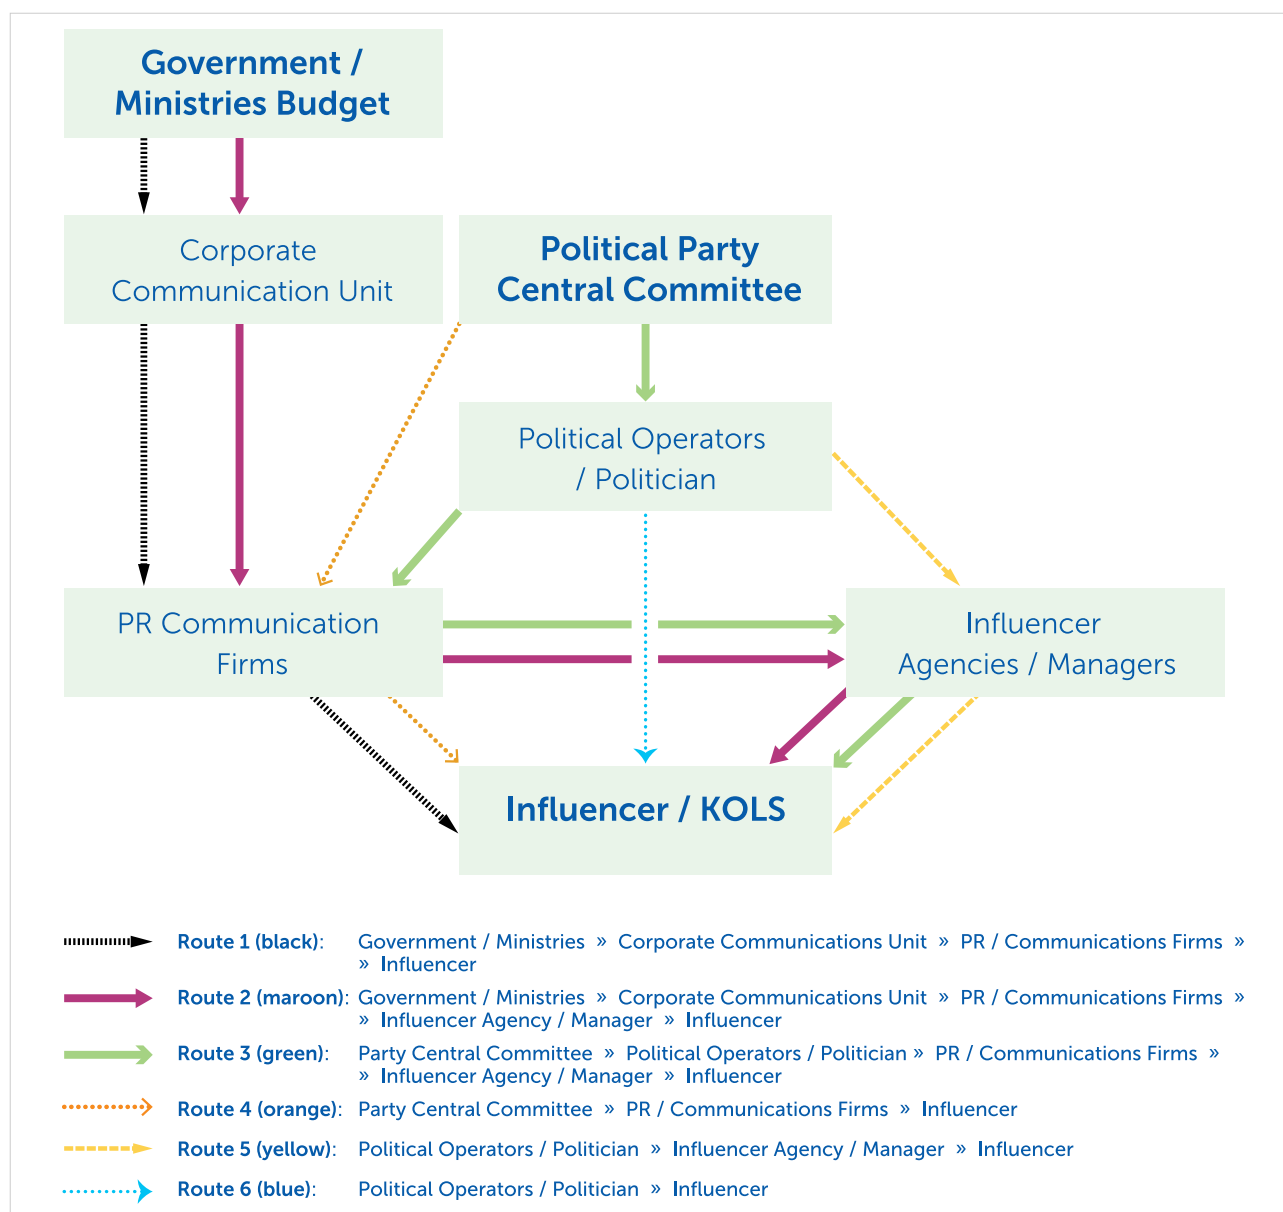 Government /
Ministries Budget
Corporate
Communication Unit
Political Party
Central Committee
Political Operators
/ Politician
PR Communication
Firms
Influencer
Agencies / Managers
Influencer / KOLS
Route 1 (black): Government / Ministries » Corporate Communications Unit » PR / Communications Firms »
» Influencer
Route 2 (maroon): Government / Ministries » Corporate Communications Unit » PR / Communications Firms »
» Influencer Agency / Manager » Influencer
Route 3 (green): Party Central Committee » Political Operators / Politician » PR / Communications Firms »
» Influencer Agency / Manager » Influencer
Route 4 (orange): Party Central Committee » PR / Communications Firms » Influencer
Route 5 (yellow): Political Operators / Politician » Influencer Agency / Manager » Influencer
Route 6 (blue): Political Operators / Politician » Influencer